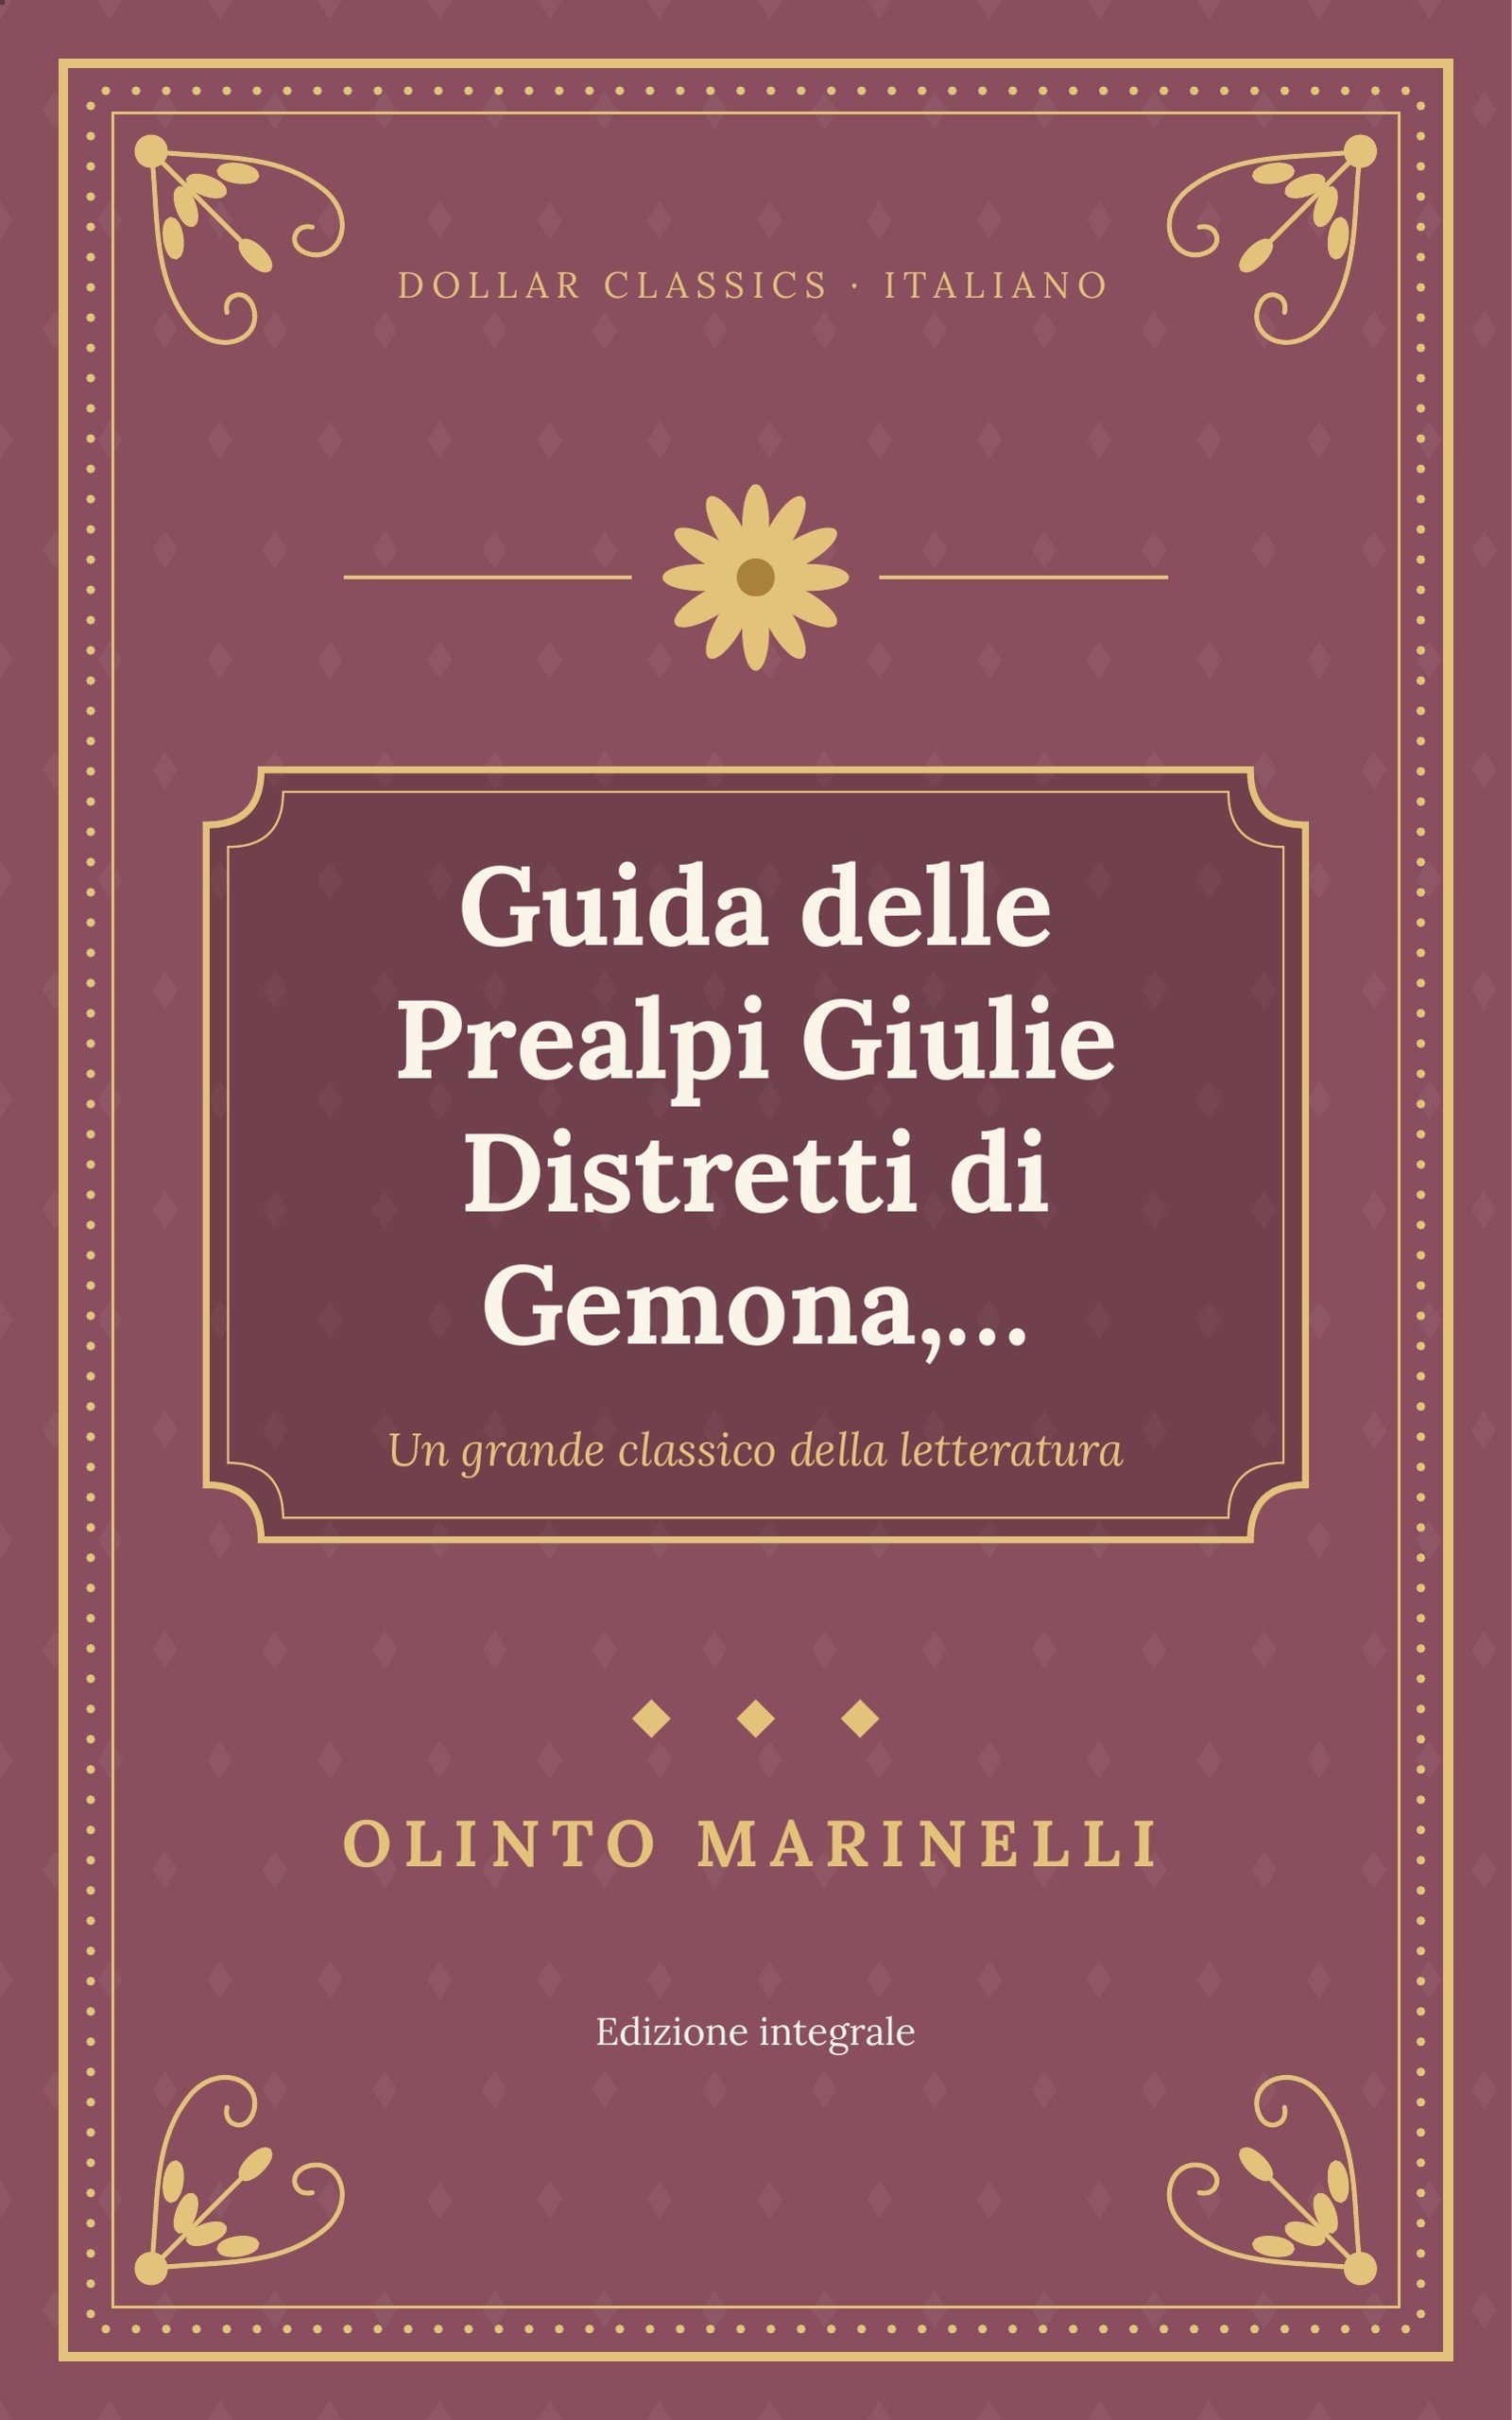 DOLLAR CLASSICS · ITALIANO
Guida delle
Prealpi Giulie
Distretti di
Gemona,...
Un grande classico della letteratura
OLINTO MARINELLI
Edizione integrale